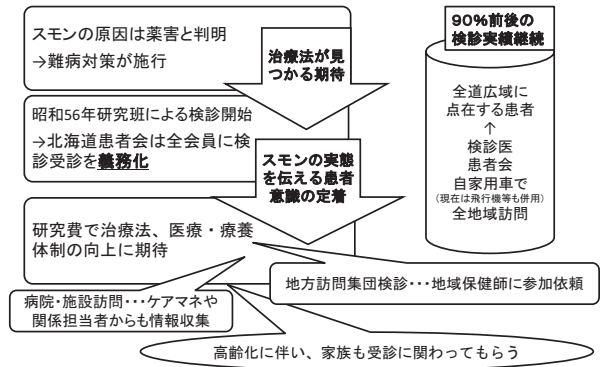 スモンの原因は薬害と判明
→難病対策が施行
治療法が見
つかる期待
昭和56年研究班による検診開始
→北海道患者会は全会員に検
診受診を義務化
スモンの実態
を伝える患者
意識の定着
研究費で治療法、医療・療養
体制の向上に期待
90%前後の
検診実績継続
全道広域に
点在する患者
↑
検診医
患者会
自家用車で
(現在は飛行機等も併用)
全地域訪問
地方訪問集団検診・・・地域保健師に参加依頼
病院・施設訪問・・・ケアマネや
関係担当者からも情報収集
高齢化に伴い、家族も受診に関わってもらう